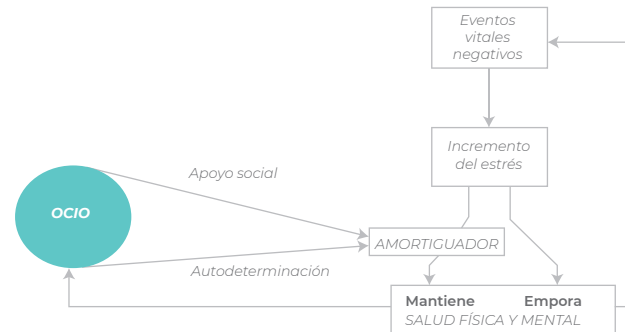 Eventos
vitales
negativos
Incremento
del estrés
Apoyo social
OCIO
AMORTIGUADOR
Autodeterminación
Mantiene Empora
SALUD FÍSICA Y MENTAL